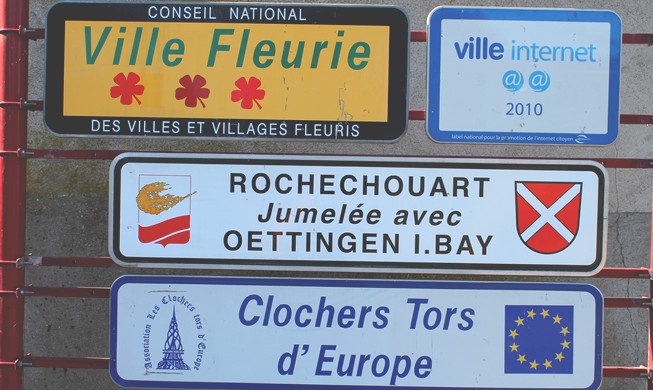 CONSEIL NATIONAL
Ville Fleurie
DES VILLES ET VILLAGES FLEURIS
ville internet
@ @
2010
label national pour la promotion de l'internet citoyen
ROCHECHOUART
Jumelée avec
OETTINGEN I.BAY
Association Les Clochers tors d'Europe
Clochers Tors
d'Europe